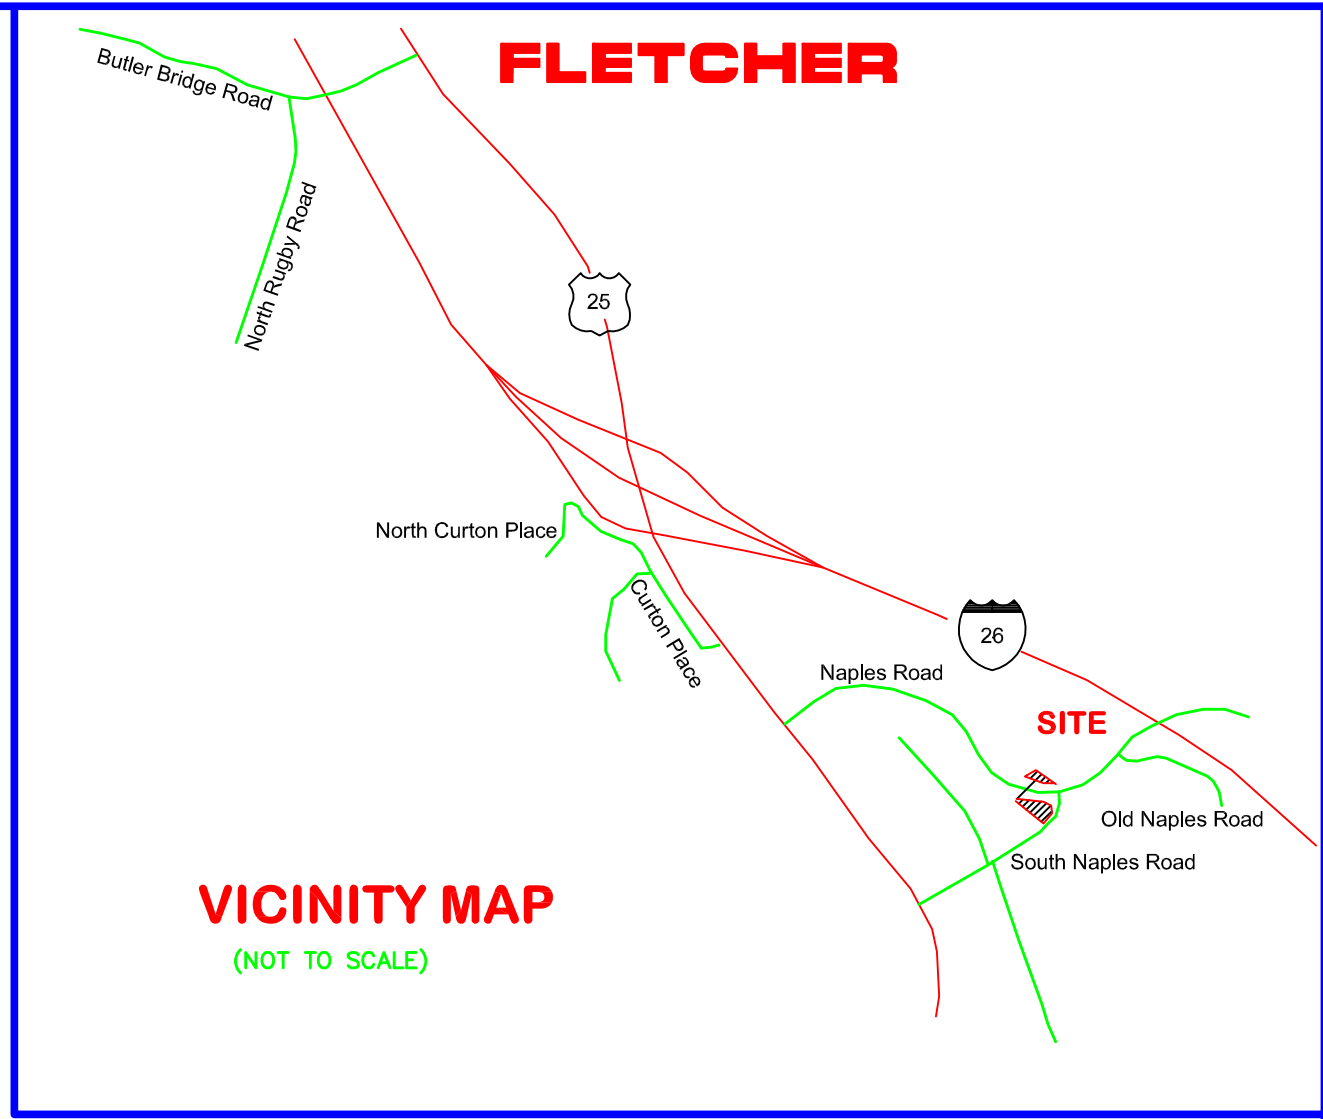 FLETCHER
Butler Bridge Road
North Rugby Road
25
North Curton Place
Curton Place
26
Naples Road
SITE
Old Naples Road
South Naples Road
VICINITY MAP
(NOT TO SCALE)